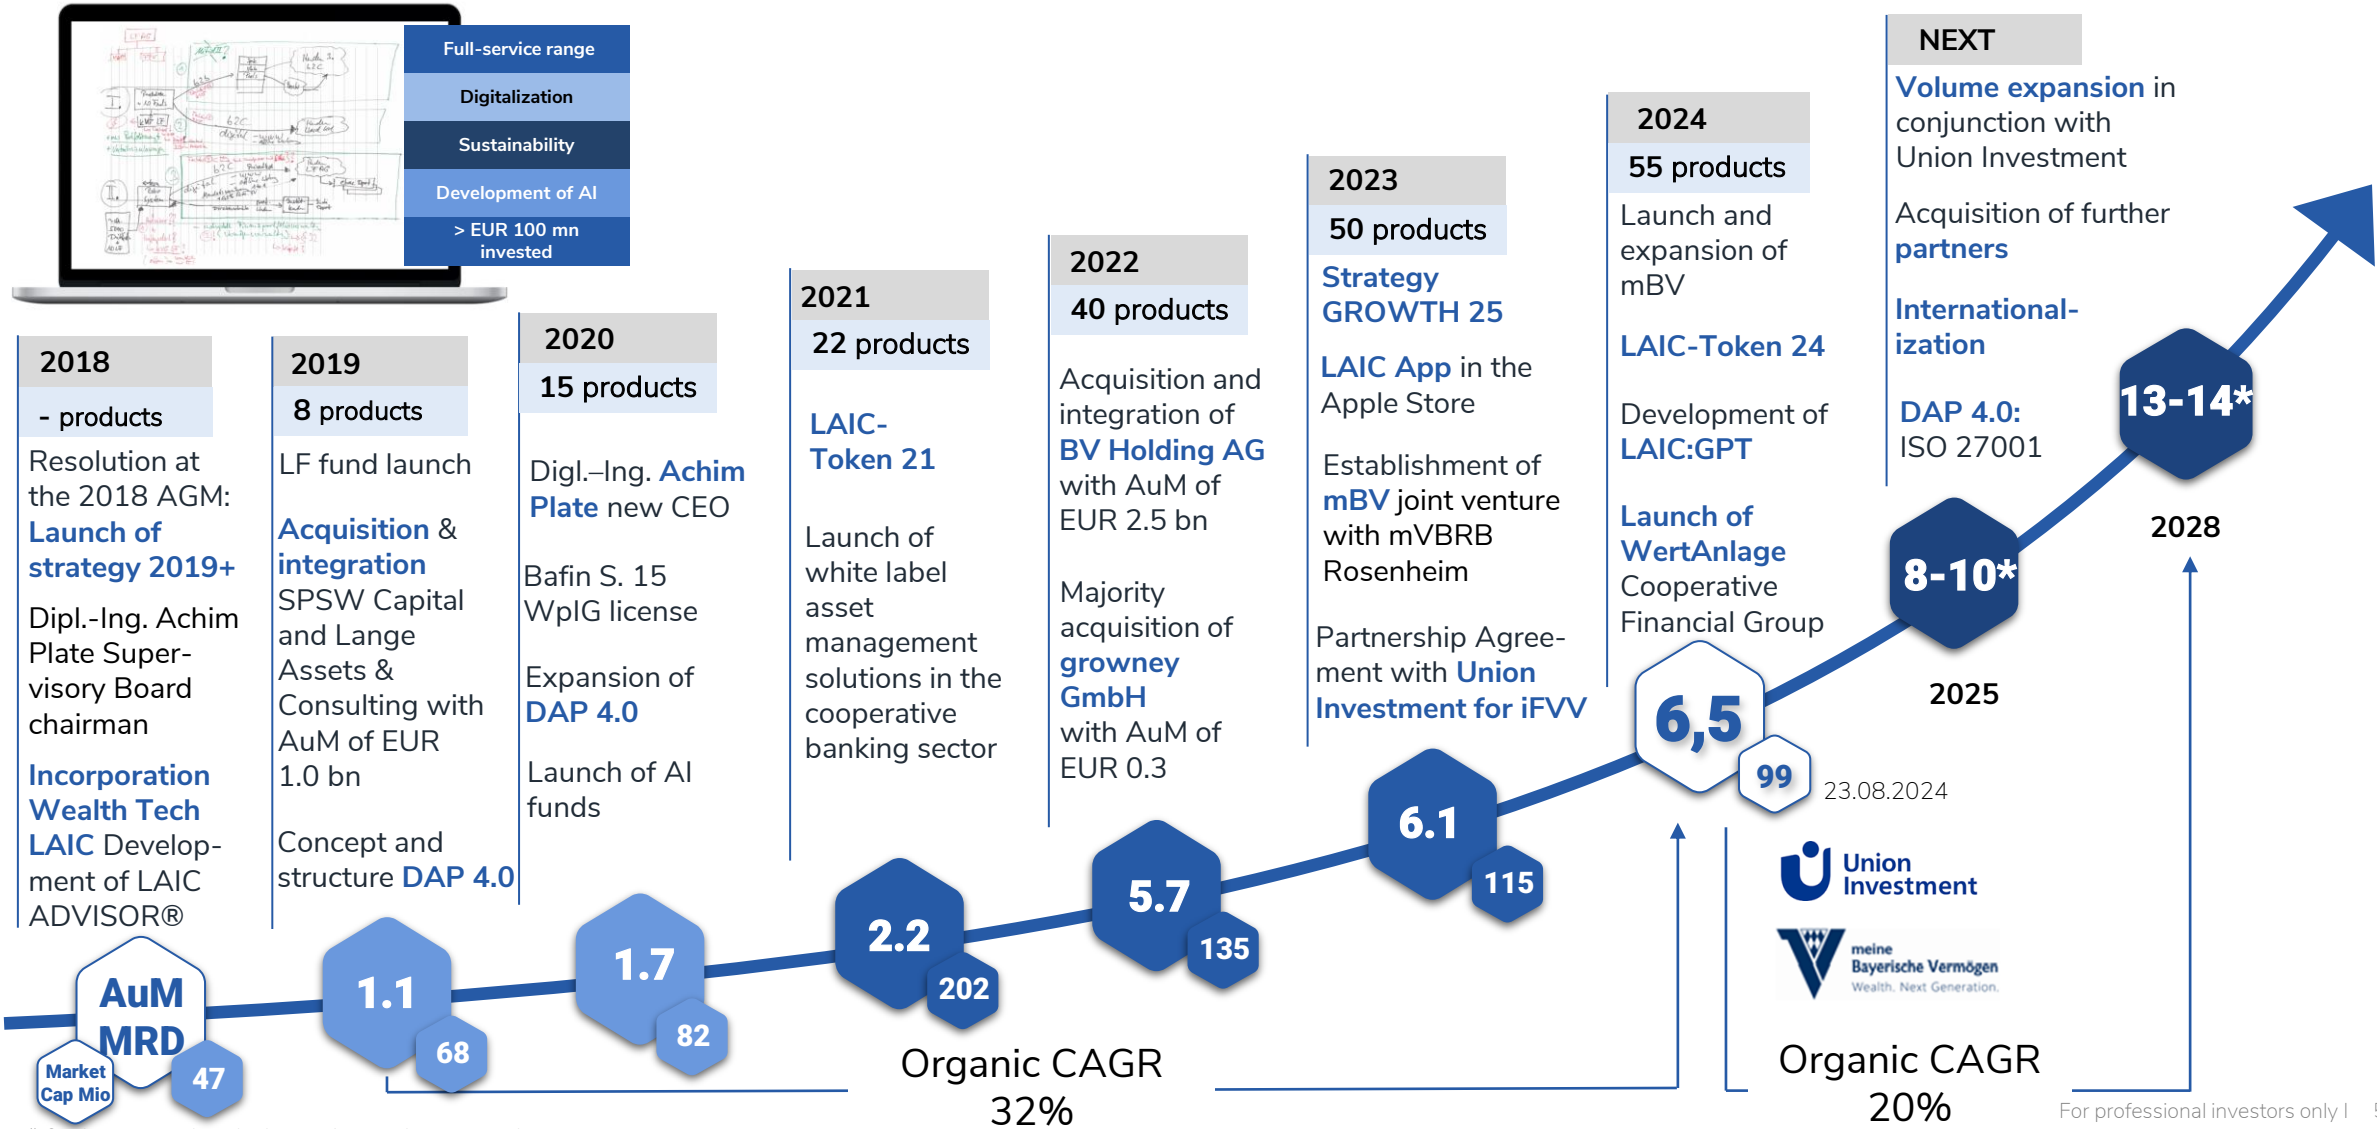 Full-service range
Digitalization
Sustainability
Development of AI
> EUR 100 mn
invested
2018
- products
Resolution at
the 2018 AGM:
Launch of
strategy 2019+
Dipl.-Ing. Achim
Plate Super-
visory Board
chairman
Incorporation
Wealth Tech
LAIC Develop-
ment of LAIC
ADVISOR®
2019
8 products
LF fund launch
Acquisition &
integration
SPSW Capital
and Lange
Assets &
Consulting with
AuM of EUR
1.0 bn
Concept and
structure DAP 4.0
2020
15 products
Digl.–Ing. Achim
Plate new CEO
Bafin S. 15
WpIG license
Expansion of
DAP 4.0
Launch of AI
funds
2021
22 products
LAIC-
Token 21
Launch of
white label
asset
management
solutions in the
cooperative
banking sector
2022
40 products
Acquisition and
integration of
BV Holding AG
with AuM of
EUR 2.5 bn
Majority
acquisition of
growney
GmbH
with AuM of
EUR 0.3
2023
50 products
Strategy
GROWTH 25
LAIC App in the
Apple Store
Establishment of
mBV joint venture
with mVBRB
Rosenheim
Partnership Agree-
ment with Union
Investment for iFVV
2024
55 products
Launch and
expansion of
mBV
LAIC-Token 24
Development of
LAIC:GPT
Launch of
WertAnlage
Cooperative
Financial Group
NEXT
Volume expansion in
conjunction with
Union Investment
Acquisition of further
partners
International-
ization
DAP 4.0:
ISO 27001
AuM
MRD
Market
Cap Mio
47
1.1
68
1.7
82
2.2
202
5.7
135
6.1
115
6,5
99
23.08.2024
8-10*
2025
13-14*
2028
Union
Investment
meine
Bayerische Vermögen
Wealth. Next Generation.
Organic CAGR
32%
Organic CAGR
20%
For professional investors only |